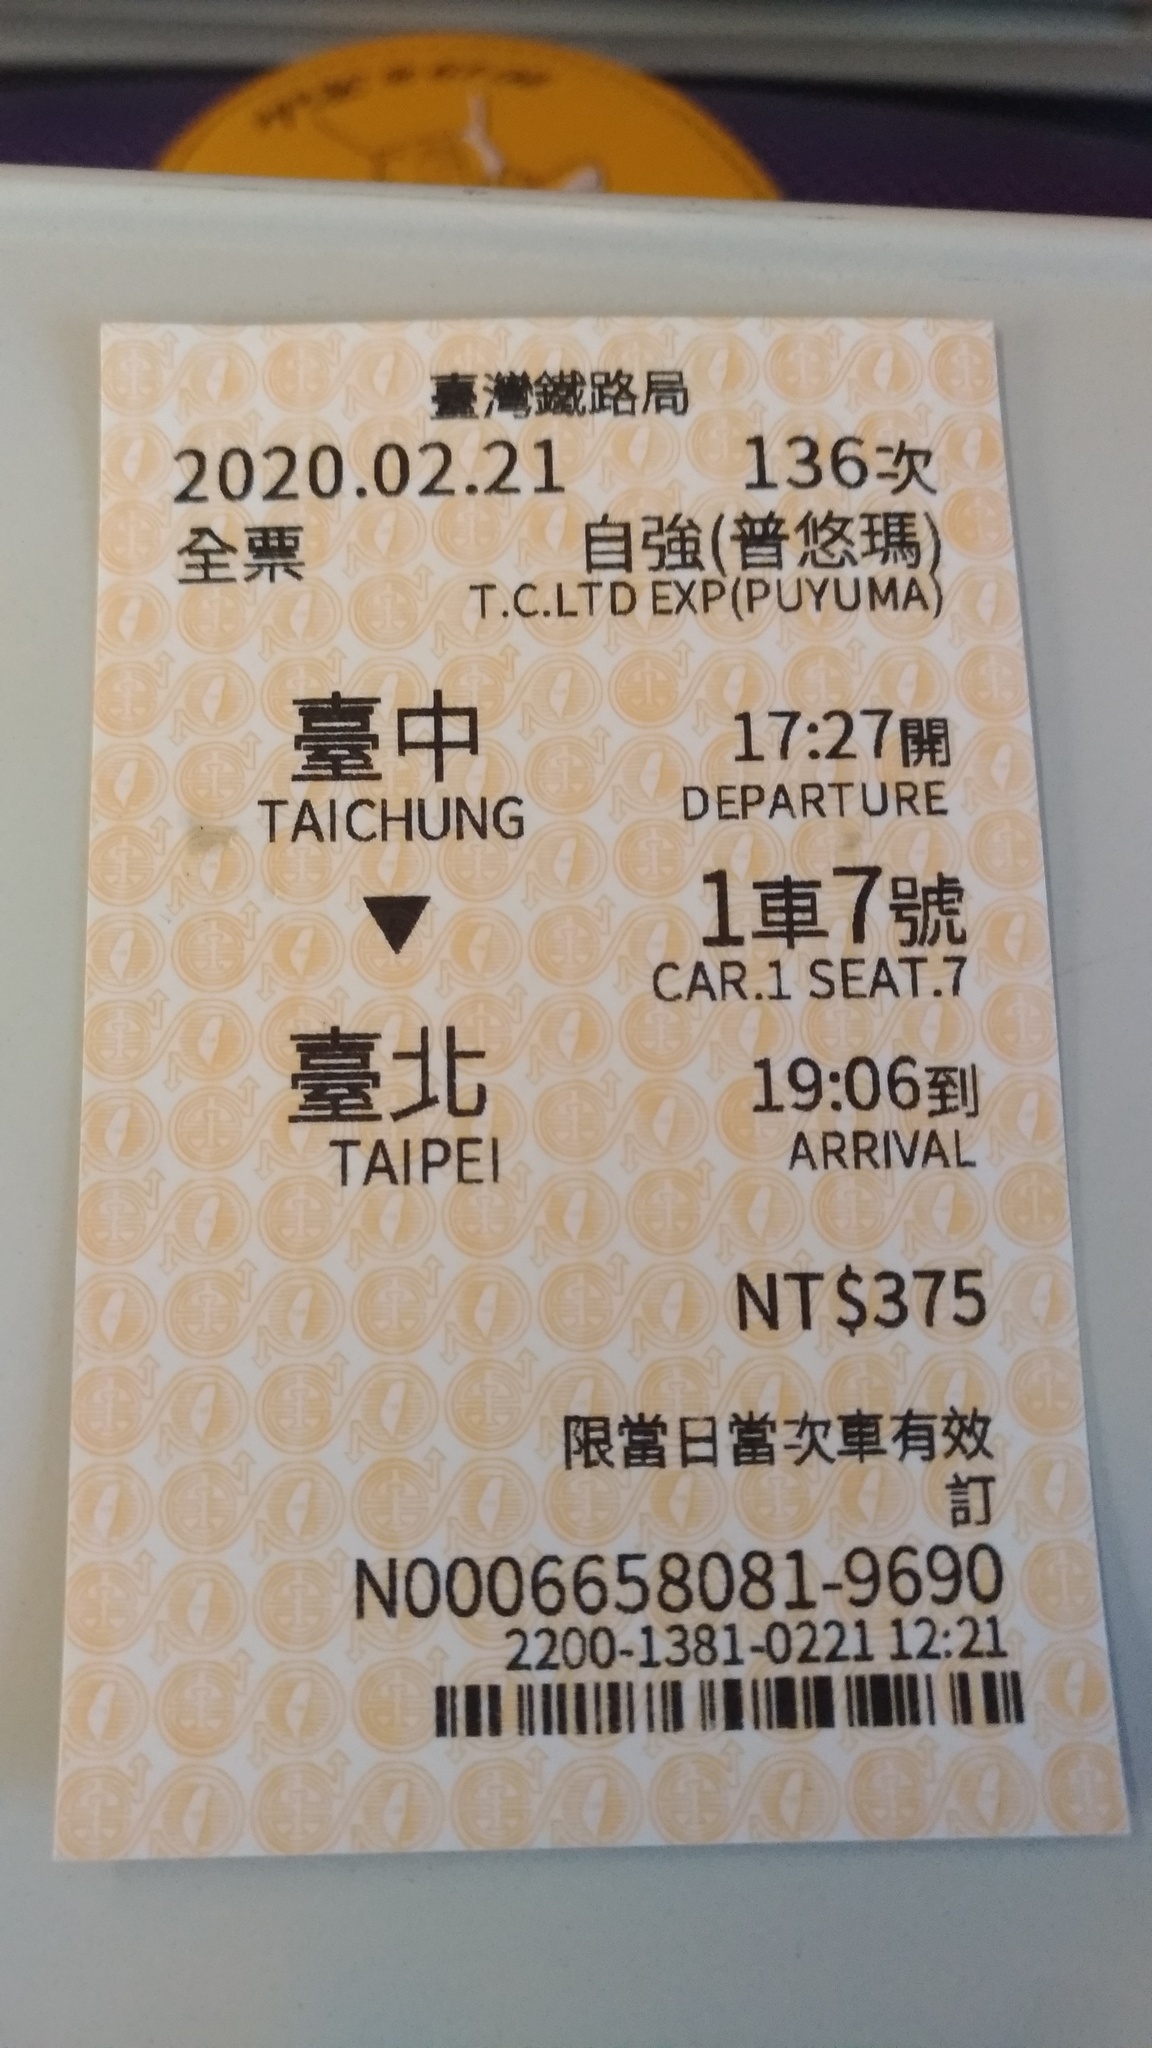 臺灣鐵路局
2020.02.21 136次
全票 自強(普悠瑪)
T.C.LTD EXP(PUYUMA)
臺中 17:27開
TAICHUNG DEPARTURE
▼ 1車7號
CAR.1 SEAT.7
臺北 19:06到
TAIPEI ARRIVAL
NT$375
限當日當次車有效
訂
N0006658081-9690
2200-1381-0221 12:21